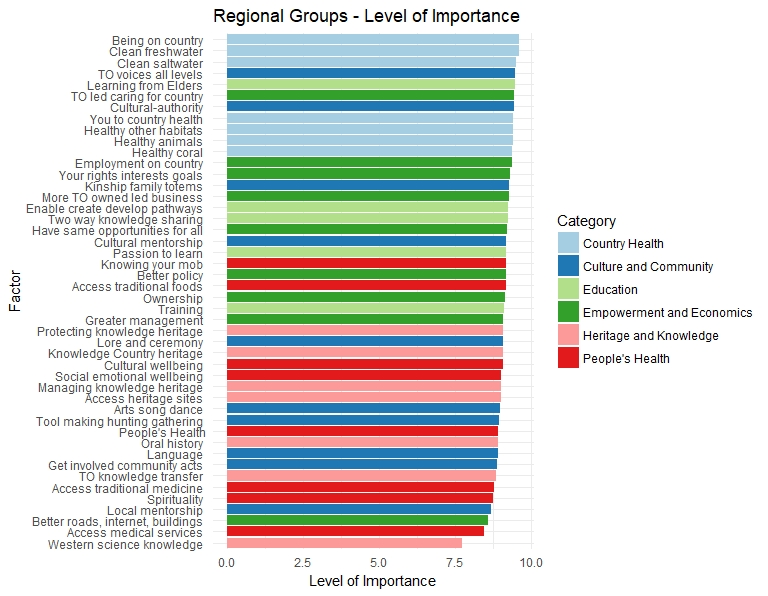 Regional Groups - Level of Importance
Being on country
Clean freshwater
Clean saltwater
TO voices all levels
Learning from Elders
TO led caring for country
Cultural-authority
You to country health
Healthy other habitats
Healthy animals
Healthy coral
Employment on country
Your rights interests goals
Kinship family totems
More TO owned led business
Enable create develop pathways
Two way knowledge sharing
Have same opportunities for all
Cultural mentorship
Passion to learn
Knowing your mob
Better policy
Access traditional foods
Ownership
Training
Greater management
Protecting knowledge heritage
Lore and ceremony
Knowledge Country heritage
Cultural wellbeing
Social emotional wellbeing
Managing knowledge heritage
Access heritage sites
Arts song dance
Tool making hunting gathering
People's Health
Oral history
Language
Get involved community acts
TO knowledge transfer
Access traditional medicine
Spirituality
Local mentorship
Better roads, internet, buildings
Access medical services
Western science knowledge
Factor
0.0 2.5 5.0 7.5 10.0
Level of Importance
Category
Country Health
Culture and Community
Education
Empowerment and Economics
Heritage and Knowledge
People's Health